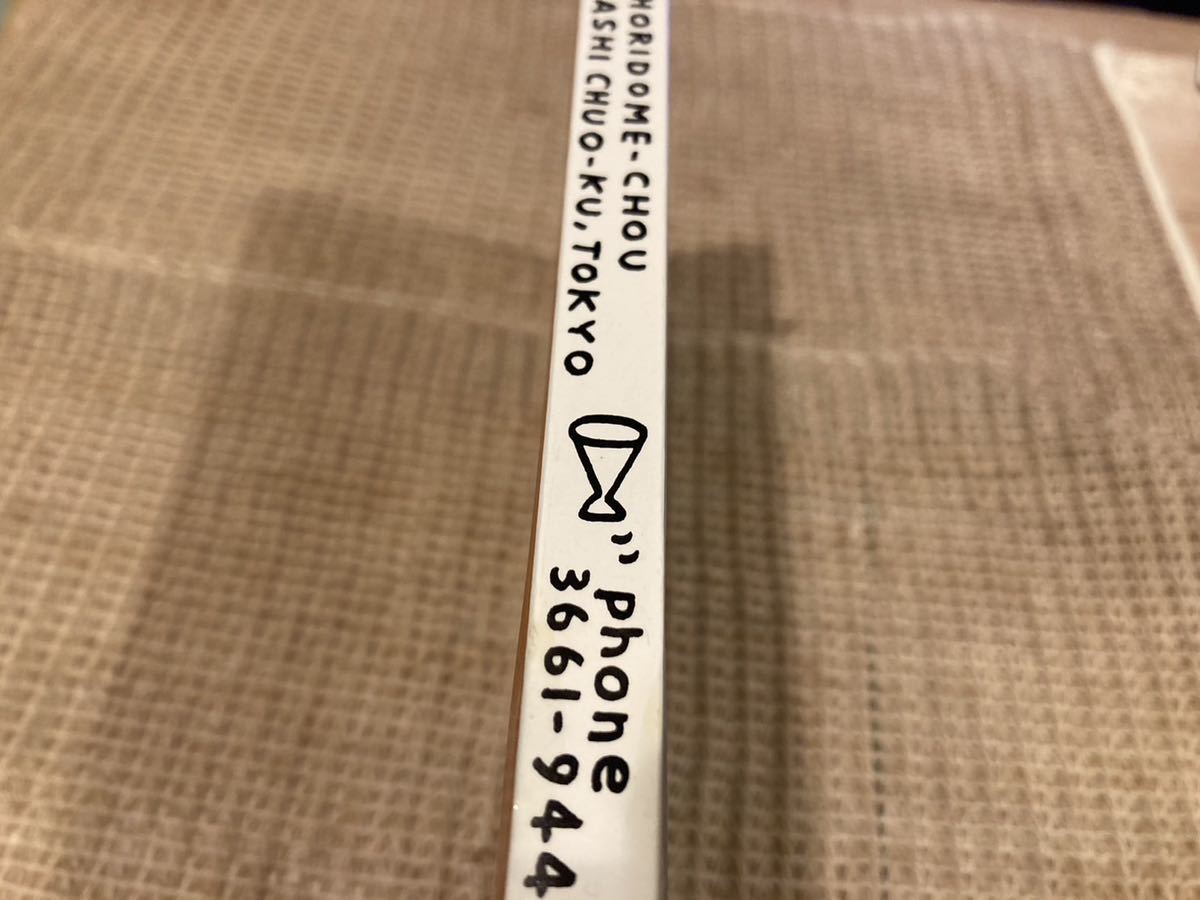 HORIDOME-CHOU
ASHI CHUO-KU, TOKYO
" phone
3661-944